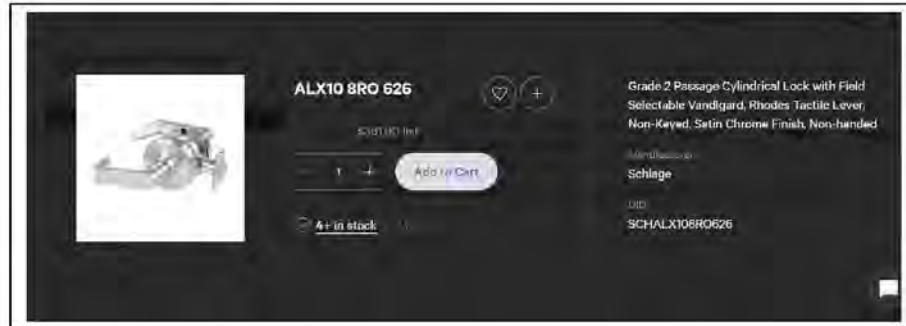 ALX10 8RO 626
1
Add to Cart
4+ in stock
Grade 2 Passage Cylindrical Lock with Field
Selectable Vandlgard, Rhodes Tactile Lever,
Non-Keyed, Satin Chrome Finish, Non-handed
Manufacturer
Schlage
UID
SCHALX108RO626